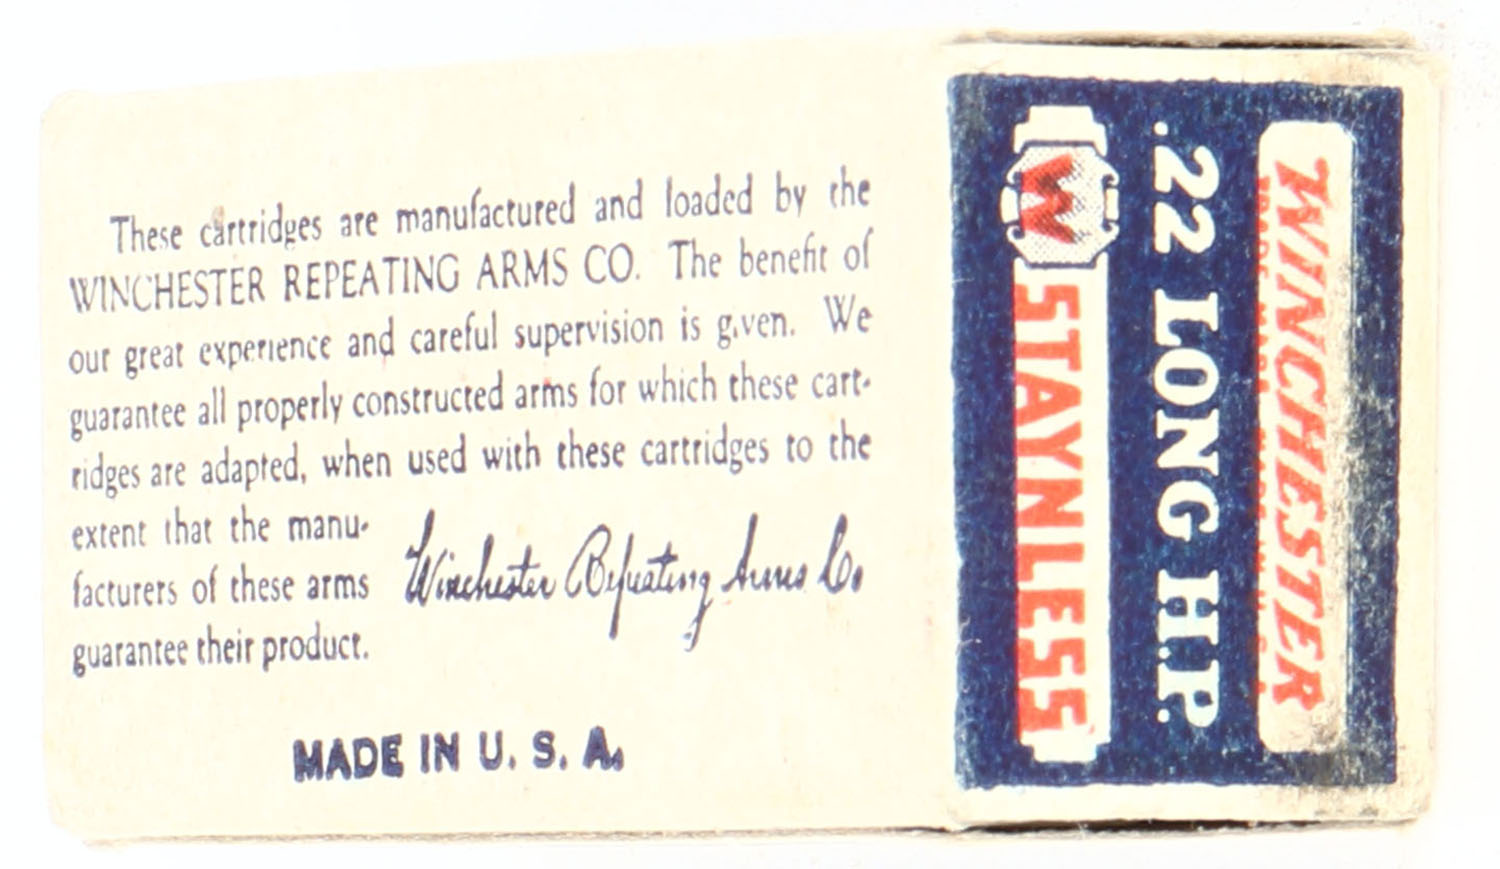 These cartridges are manufactured and loaded by the
WINCHESTER REPEATING ARMS CO. The benefit of
our great experience and careful supervision is given. We
guarantee all properly constructed arms for which these cart-
ridges are adapted, when used with these cartridges to the
extent that the manu-
facturers of these arms
guarantee their product.
Winchester Repeating Arms Co.
MADE IN U. S. A.
WINCHESTER
TRADE MARK
.22 LONG H.P.
W
STAYNLESS